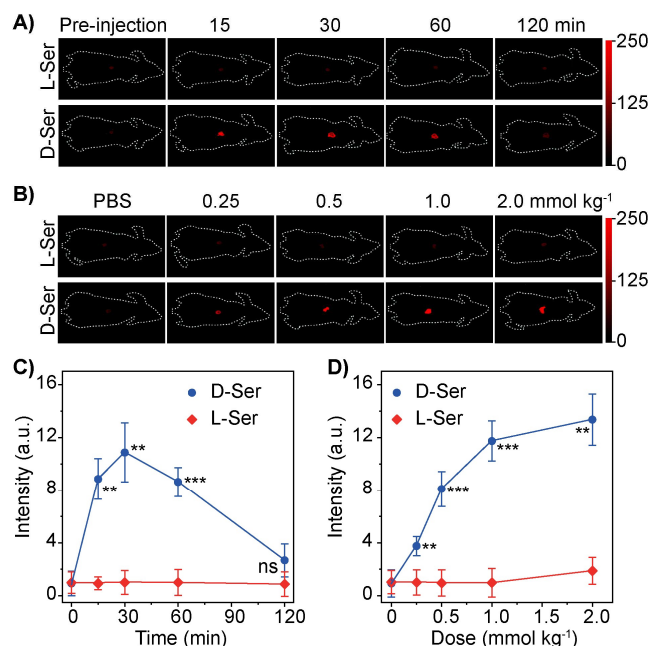 A) Pre-injection 15 30 60 120 min
L-Ser
D-Ser
250
125
0
B) PBS 0.25 0.5 1.0 2.0 mmol kg⁻¹
L-Ser
D-Ser
250
125
0
C)
16
12
8
4
0
Intensity (a.u.)
D-Ser
L-Ser
**
**
***
ns
0 30 60 90 120
Time (min)
D)
16
12
8
4
0
Intensity (a.u.)
D-Ser
L-Ser
**
***
***
**
0.0 0.5 1.0 1.5 2.0
Dose (mmol kg⁻¹)